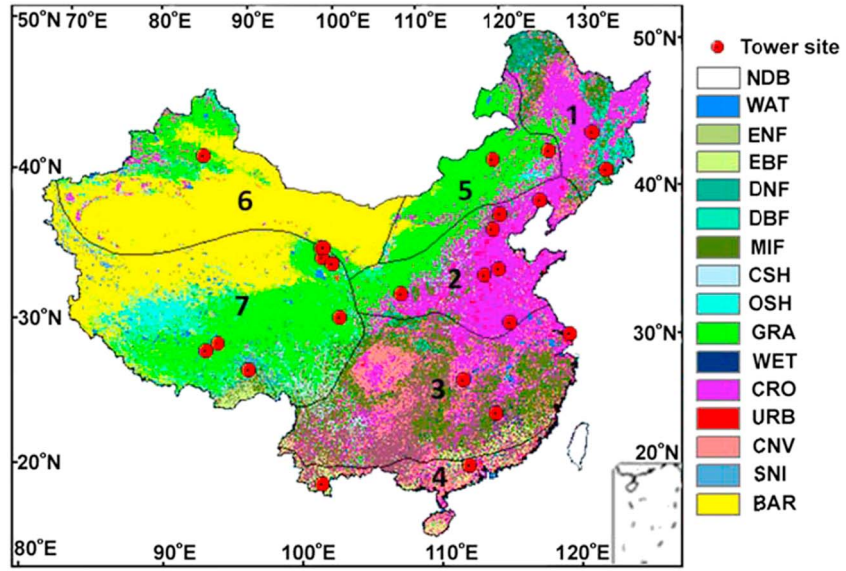 50°N 70°E 80°E 90°E 100°E 110°E 120°E 130°E
50°N
40°N
40°N
30°N
30°N
20°N
20°N
80°E 90°E 100°E 110°E 120°E
1
5
6
2
7
3
4
Tower site
NDB
WAT
ENF
EBF
DNF
DBF
MIF
CSH
OSH
GRA
WET
CRO
URB
CNV
SNI
BAR